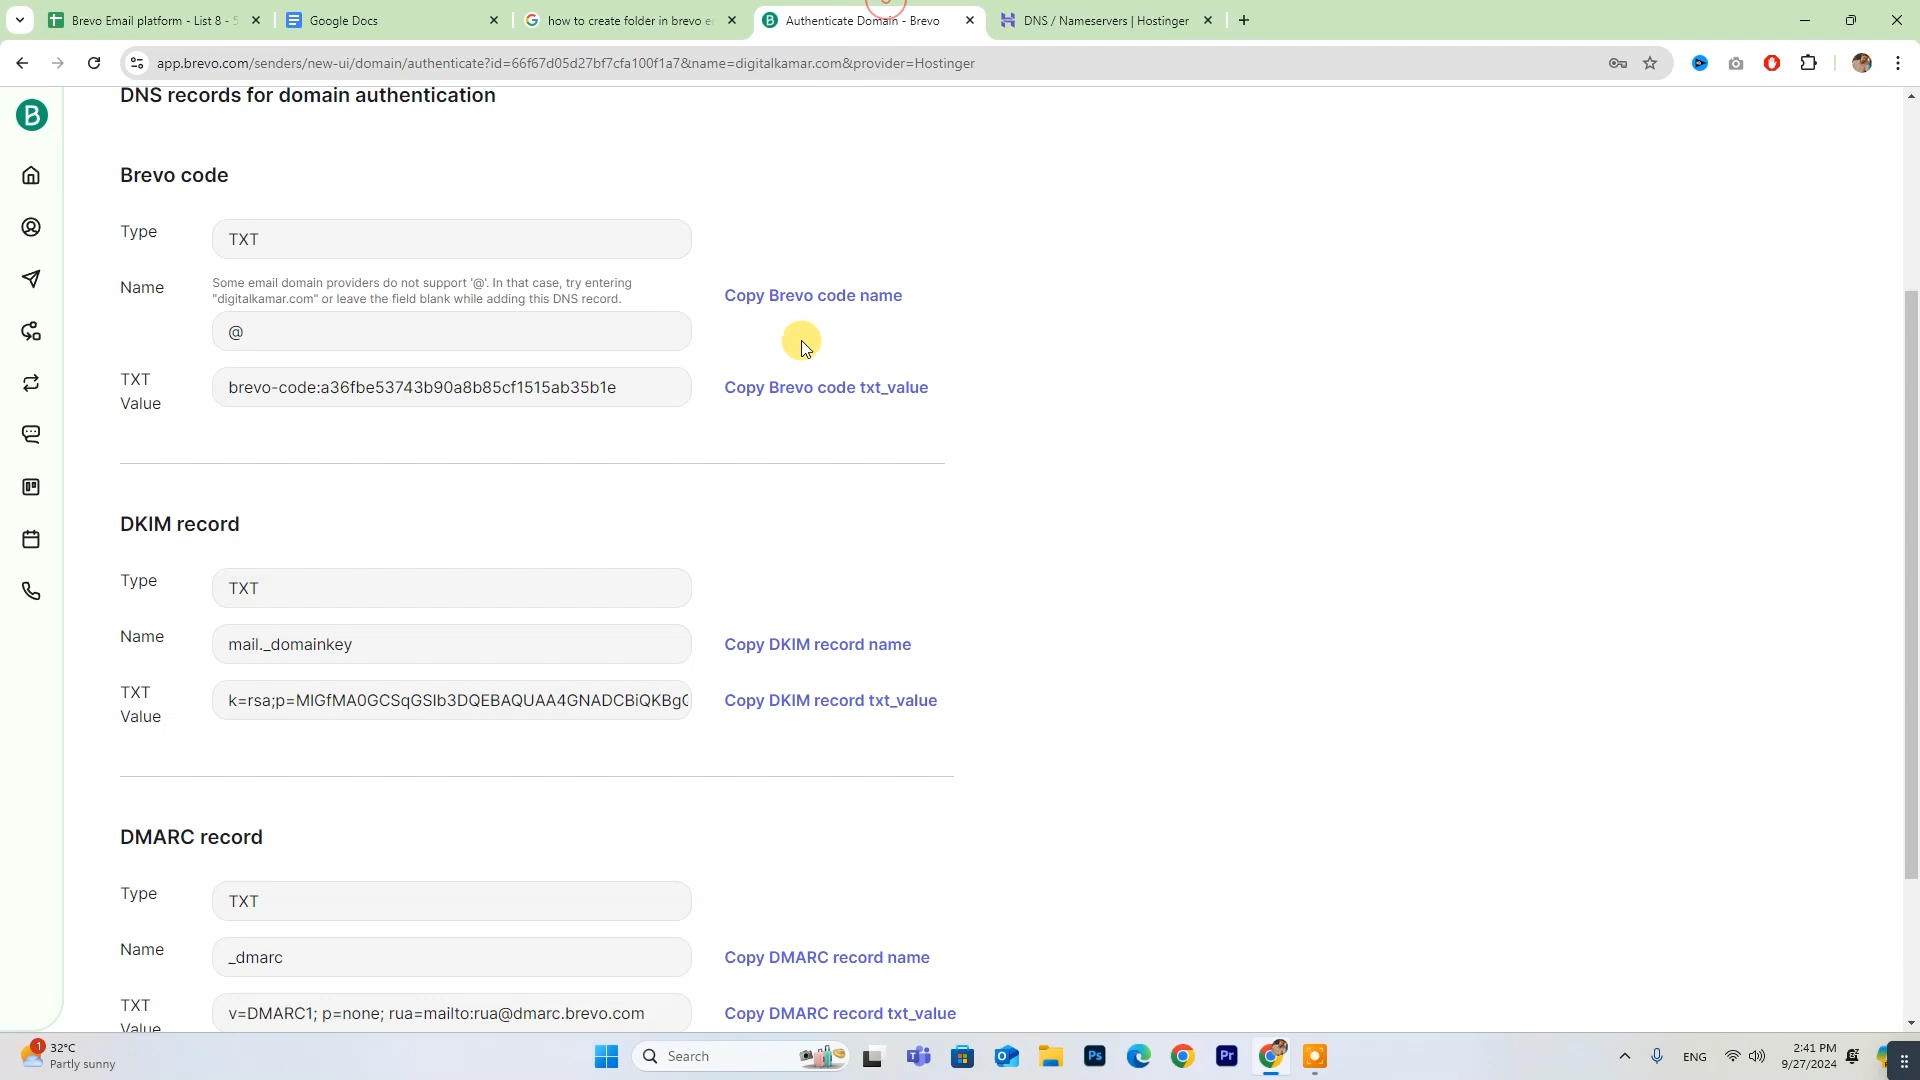 Brevo Email platform - List 8 - 5
Google Docs
how to create folder in brevo e
Authenticate Domain - Brevo
DNS / Nameservers | Hostinger
app.brevo.com/senders/new-ui/domain/authenticate?id=66f67d05d27bf7cfa100f1a7&name=digitalkamar.com&provider=Hostinger
B
DNS records for domain authentication
Brevo code
Type
TXT
Name
Some email domain providers do not support '@'. In that case, try entering
"digitalkamar.com" or leave the field blank while adding this DNS record.
Copy Brevo code name
@
TXT
Value
brevo-code:a36fbe53743b90a8b85cf1515ab35b1e
Copy Brevo code txt_value
DKIM record
Type
TXT
Name
mail._domainkey
Copy DKIM record name
TXT
Value
k=rsa;p=MIGfMA0GCSqGSIb3DQEBAQUAA4GNADCBiQKBgQ
Copy DKIM record txt_value
DMARC record
Type
TXT
Name
_dmarc
Copy DMARC record name
TXT
Value
v=DMARC1; p=none; rua=mailto:rua@dmarc.brevo.com
Copy DMARC record txt_value
1
32°C
Partly sunny
Search
Ps
Pr
ENG
2:41 PM
9/27/2024